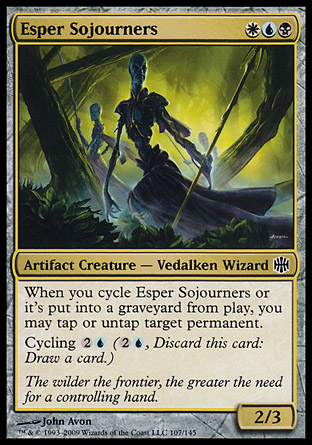 Esper Sojourners
Artifact Creature — Vedalken Wizard
When you cycle Esper Sojourners or
it's put into a graveyard from play, you
may tap or untap target permanent.
Cycling 2 (2 , Discard this card:
Draw a card.)
The wilder the frontier, the greater the need
for a controlling hand.
John Avon
™ & © 1993–2009 Wizards of the Coast LLC 107/145
2/3